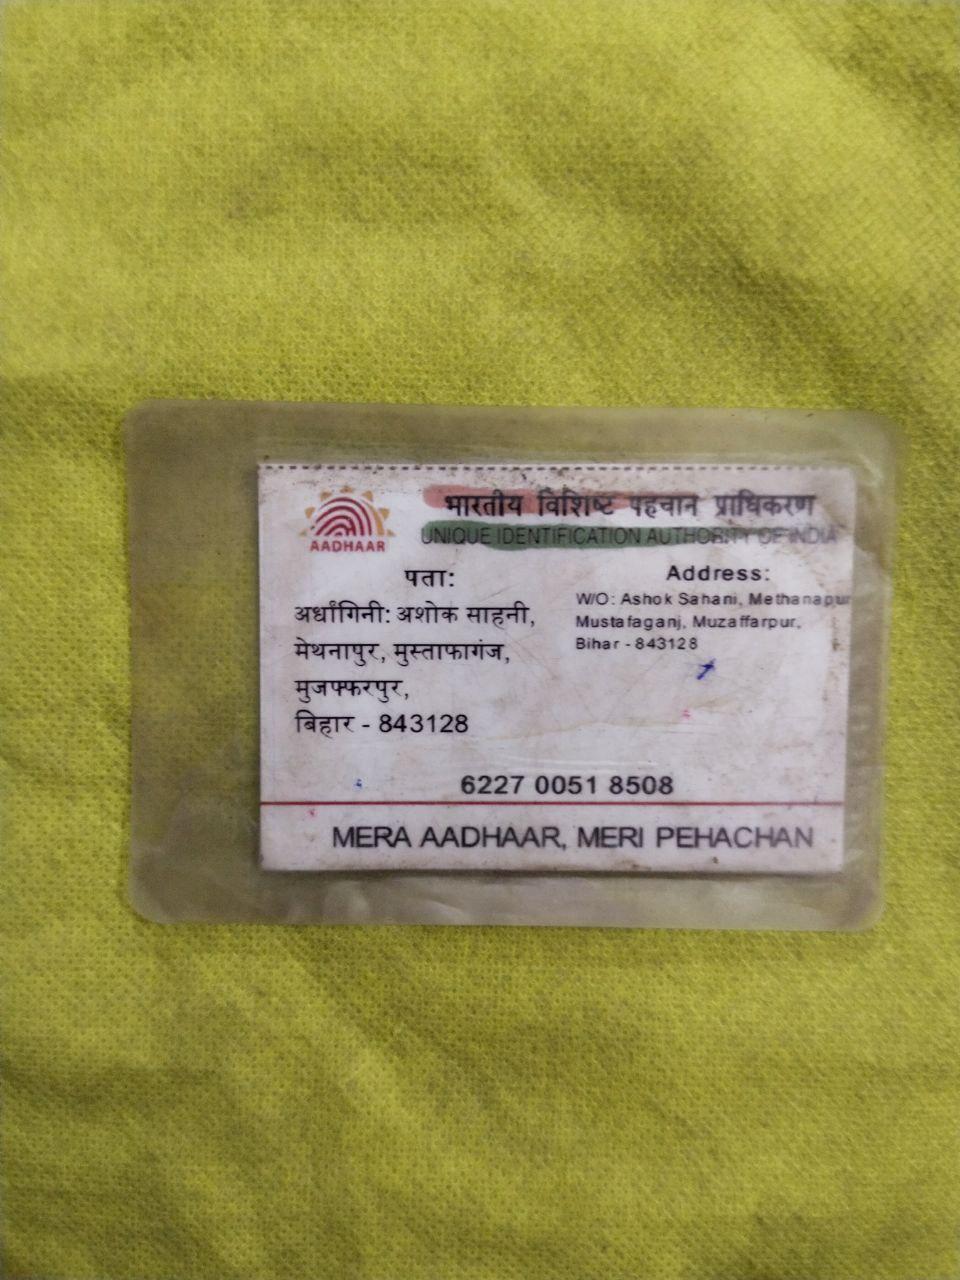 भारतीय विशिष्ट पहचान प्राधिकरण
UNIQUE IDENTIFICATION AUTHORITY OF INDIA
AADHAAR
पता:
अर्धांगिनी: अशोक साहनी,
मेथनापुर, मुस्ताफागंज,
मुजफ्फरपुर,
बिहार - 843128
Address:
W/O: Ashok Sahani, Methanapur
Mustafaganj, Muzaffarpur,
Bihar - 843128
6227 0051 8508
MERA AADHAAR, MERI PEHACHAN